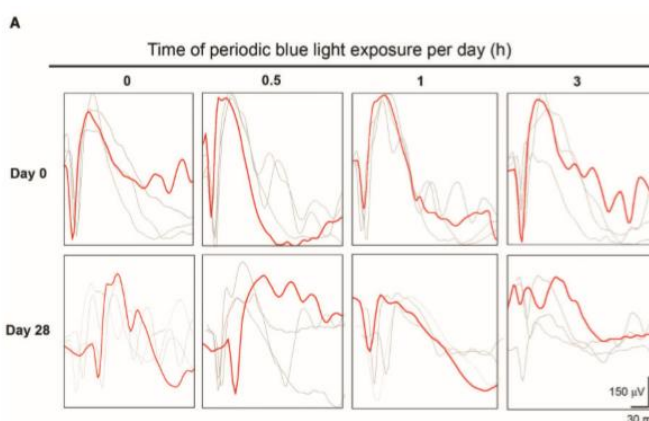 A
Time of periodic blue light exposure per day (h)
0 0.5 1 3
Day 0
Day 28
150 µV